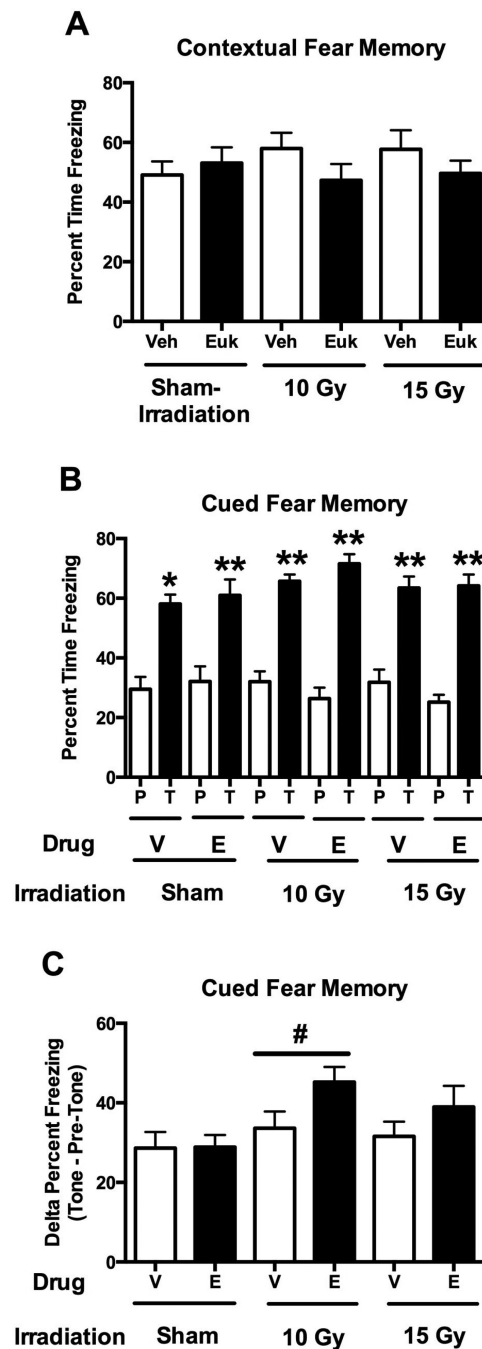 A
Contextual Fear Memory
Percent Time Freezing
80
60
40
20
0
Veh Euk Veh Euk Veh Euk
Sham-
Irradiation
10 Gy
15 Gy
B
Cued Fear Memory
Percent Time Freezing
80
60
40
20
0
* ** ** ** ** **
P T P T P T P T P T P T
Drug V E V E V E
Irradiation Sham 10 Gy 15 Gy
C
Cued Fear Memory
Delta Percent Freezing
(Tone - Pre-Tone)
60
40
20
0
#
Drug V E V E V E
Irradiation Sham 10 Gy 15 Gy